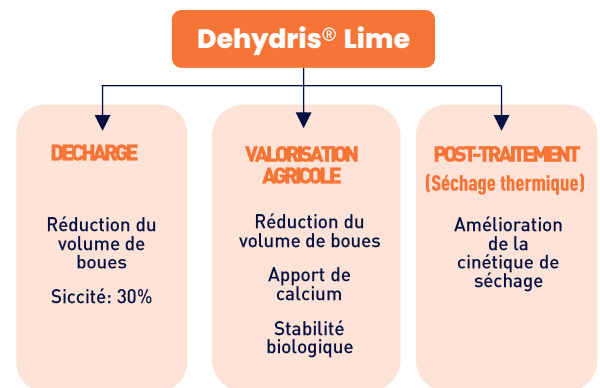 Dehydris® Lime
DECHARGE
Réduction du
volume de
boues
Siccité: 30%
VALORISATION
AGRICOLE
Réduction du
volume de boues
Apport de
calcium
Stabilité
biologique
POST-TRAITEMENT
(Séchage thermique)
Amélioration
de la
cinétique de
séchage